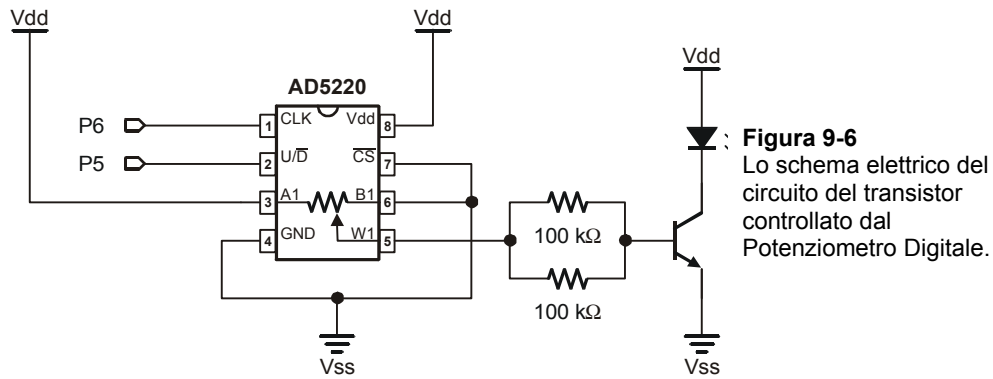 Vdd
Vdd
Vdd
AD5220
P6
1
CLK
Vdd
8
P5
2
U/D̅
C̅S̅
7
3
A1
B1
6
4
GND
W1
5
100 kΩ
100 kΩ
Vss
Vss
Figura 9-6
Lo schema elettrico del
circuito del transistor
controllato dal
Potenziometro Digitale.